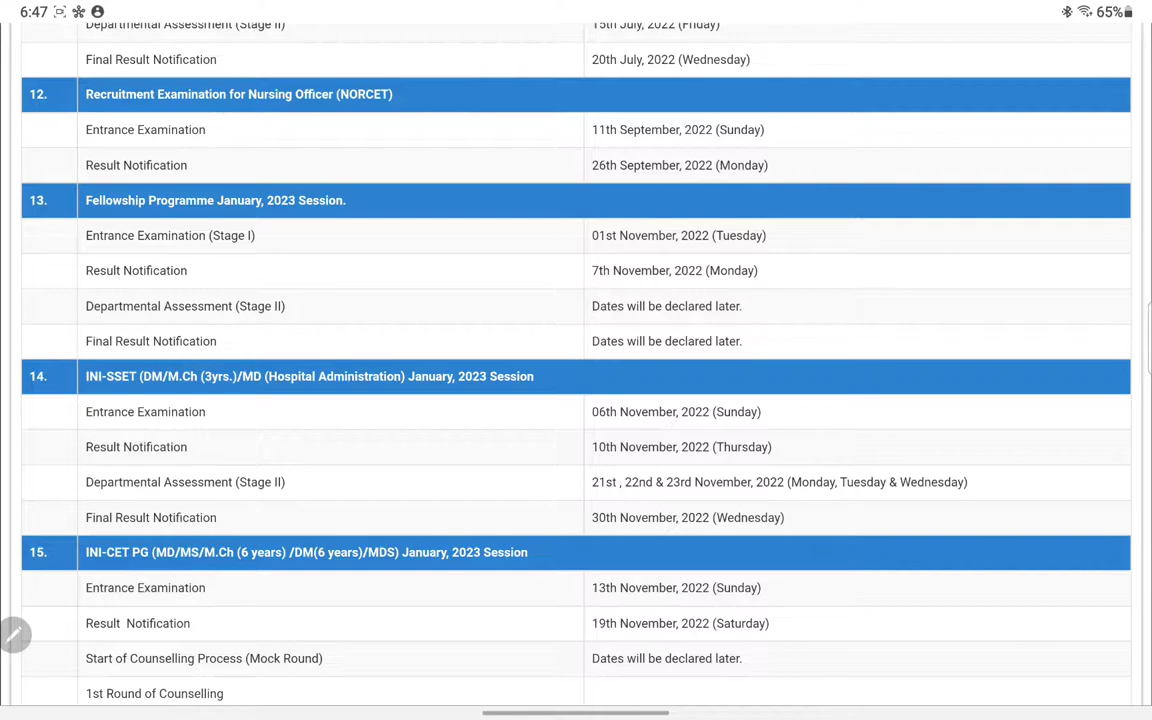 6:47 65%
Departmental Assessment (Stage II) 15th July, 2022 (Friday)
Final Result Notification 20th July, 2022 (Wednesday)
12. Recruitment Examination for Nursing Officer (NORCET)
Entrance Examination 11th September, 2022 (Sunday)
Result Notification 26th September, 2022 (Monday)
13. Fellowship Programme January, 2023 Session.
Entrance Examination (Stage I) 01st November, 2022 (Tuesday)
Result Notification 7th November, 2022 (Monday)
Departmental Assessment (Stage II) Dates will be declared later.
Final Result Notification Dates will be declared later.
14. INI-SSET (DM/M.Ch (3yrs.)/MD (Hospital Administration) January, 2023 Session
Entrance Examination 06th November, 2022 (Sunday)
Result Notification 10th November, 2022 (Thursday)
Departmental Assessment (Stage II) 21st , 22nd & 23rd November, 2022 (Monday, Tuesday & Wednesday)
Final Result Notification 30th November, 2022 (Wednesday)
15. INI-CET PG (MD/MS/M.Ch (6 years) /DM(6 years)/MDS) January, 2023 Session
Entrance Examination 13th November, 2022 (Sunday)
Result Notification 19th November, 2022 (Saturday)
Start of Counselling Process (Mock Round) Dates will be declared later.
1st Round of Counselling